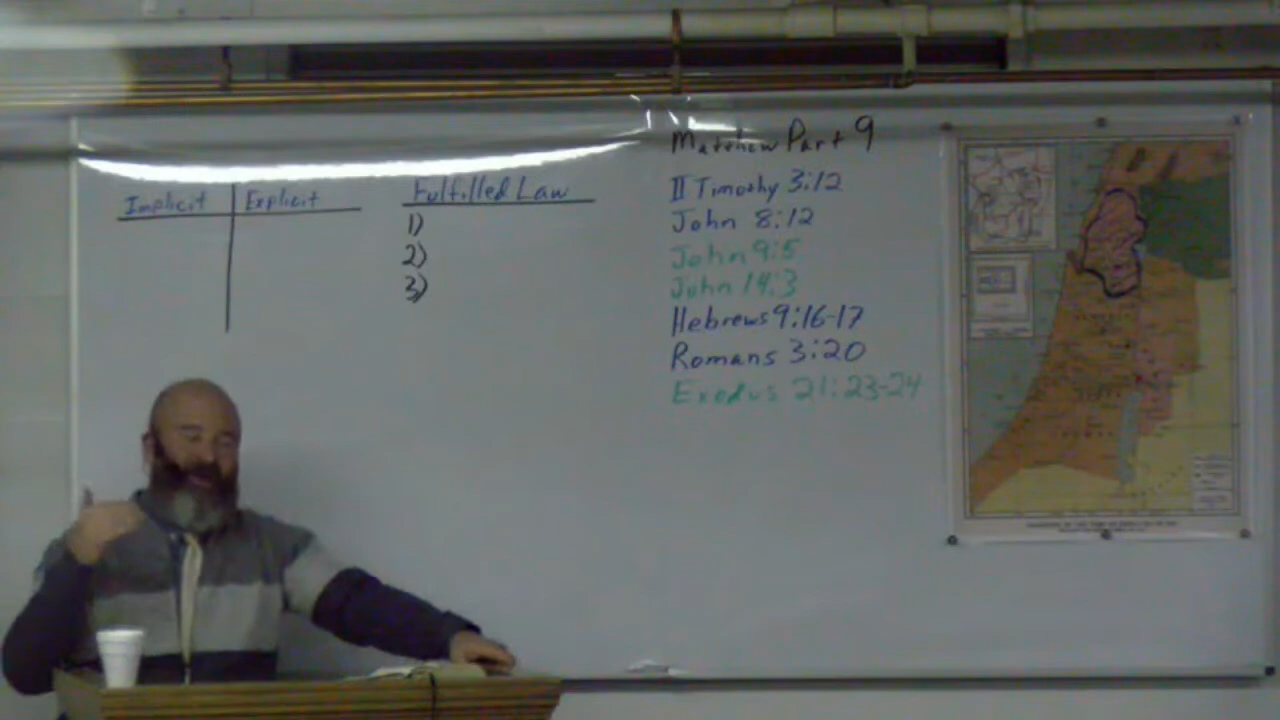 Implicit Explicit
Fulfilled Law
1)
2)
3)
Matthew Part 9
II Timothy 3:12
John 8:12
John 9:5
John 14:3
Hebrews 9:16-17
Romans 3:20
Exodus 21:23-24